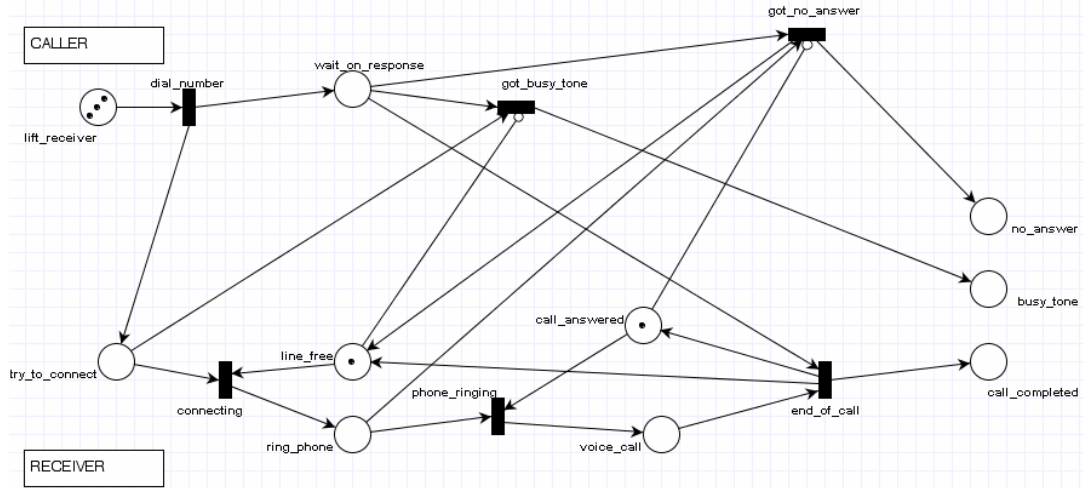 got_no_answer
CALLER
wait_on_response
dial_number
got_busy_tone
lift_receiver
no_answer
busy_tone
call_answered
line_free
try_to_connect
phone_ringing
call_completed
connecting
end_of_call
ring_phone
voice_call
RECEIVER